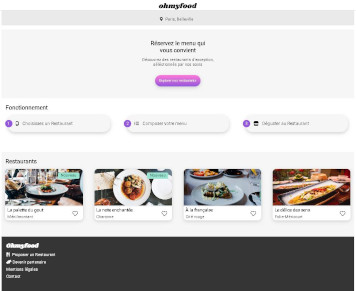 ohmyfood
Paris, Belleville
Réservez le menu qui
vous convient
Découvrez des restaurants d'exception,
sélectionnés par nos soins
Explorer nos restaurants
Fonctionnement
1 Choisissez un Restaurant
2 Composez votre menu
3 Dégustez au Restaurant
Restaurants
Nouveau
Nouveau
La palette du goût
Ménilmontant
La note enchantée
Charonne
À la française
Cité rouge
Le délice des sens
Folie-Méricourt
Ohmyfood
Proposer un Restaurant
Devenir partenaire
Mentions légales
Contact